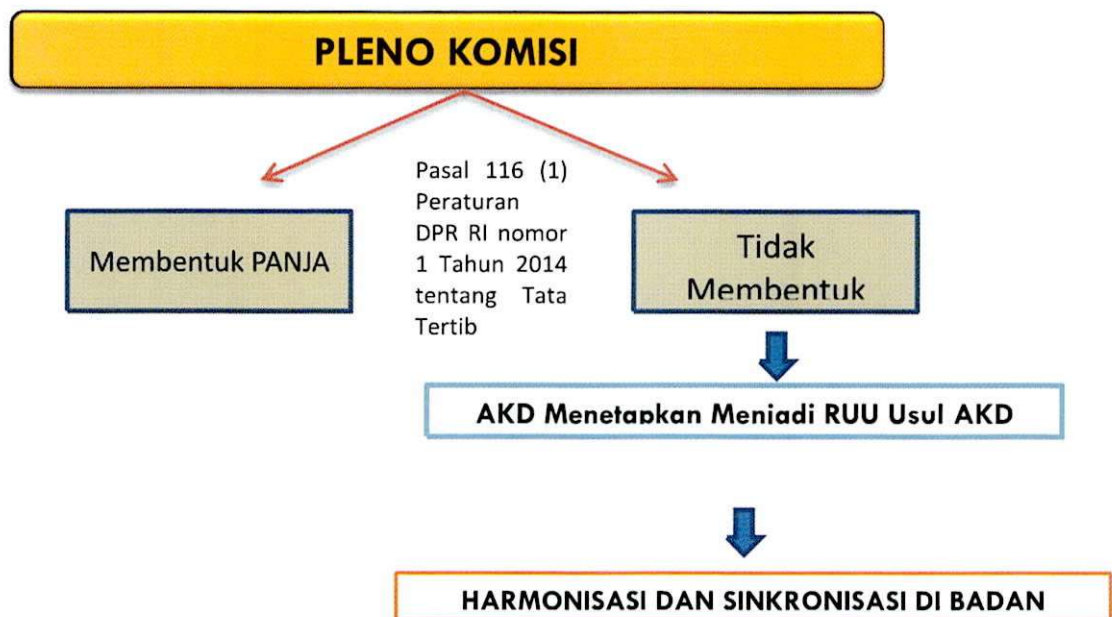 PLENO KOMISI
Pasal 116 (1)
Peraturan
DPR RI nomor
1 Tahun 2014
tentang Tata
Tertib
Membentuk PANJA
Tidak
Membentuk
AKD Menetapkan Menjadi RUU Usul AKD
HARMONISASI DAN SINKRONISASI DI BADAN